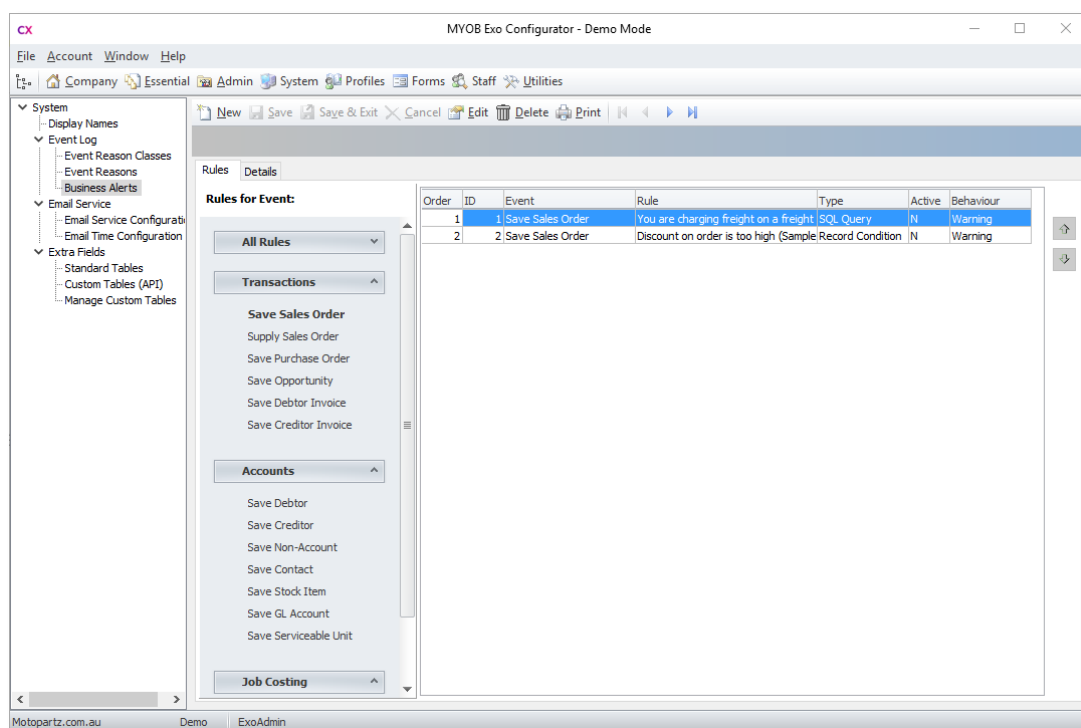 CX MYOB Exo Configurator - Demo Mode
File Account Window Help
Company Essential Admin System Profiles Forms Staff Utilities
System
Display Names
Event Log
Event Reason Classes
Event Reasons
Business Alerts
Email Service
Email Service Configurati
Email Time Configuration
Extra Fields
Standard Tables
Custom Tables (API)
Manage Custom Tables
New Save Save & Exit Cancel Edit Delete Print
Rules Details
Rules for Event:
All Rules
Transactions
Save Sales Order
Supply Sales Order
Save Purchase Order
Save Opportunity
Save Debtor Invoice
Save Creditor Invoice
Accounts
Save Debtor
Save Creditor
Save Non-Account
Save Contact
Save Stock Item
Save GL Account
Save Serviceable Unit
Job Costing
Order ID Event Rule Type Active Behaviour
1 1 Save Sales Order You are charging freight on a freight SQL Query N Warning
2 2 Save Sales Order Discount on order is too high (Sample Record Condition N Warning
Motopartz.com.au Demo ExoAdmin